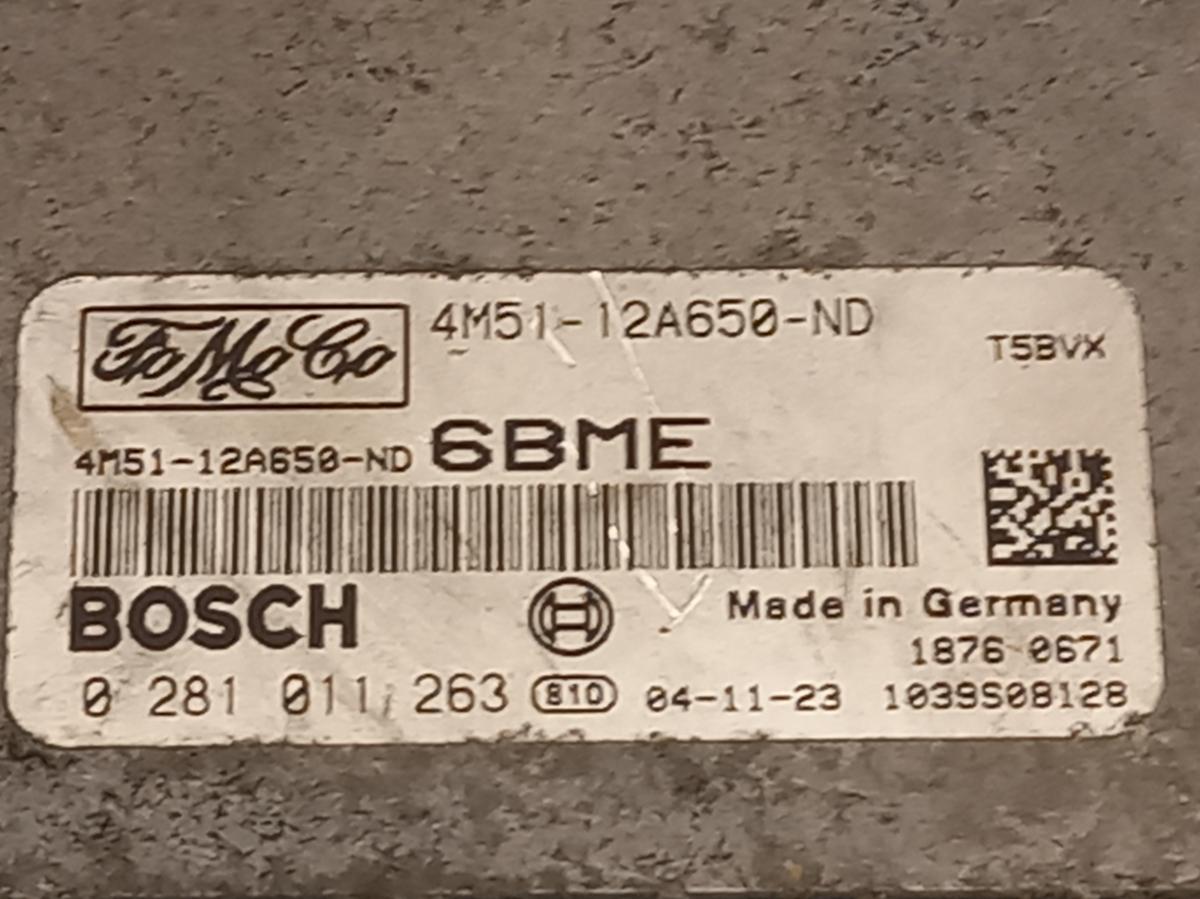 FoMoCo 4M51-12A650-ND
T5BVX
4M51-12A650-ND 6BME
BOSCH
Made in Germany
1876 0671
0 281 011 263 810 04-11-23 1039S08128